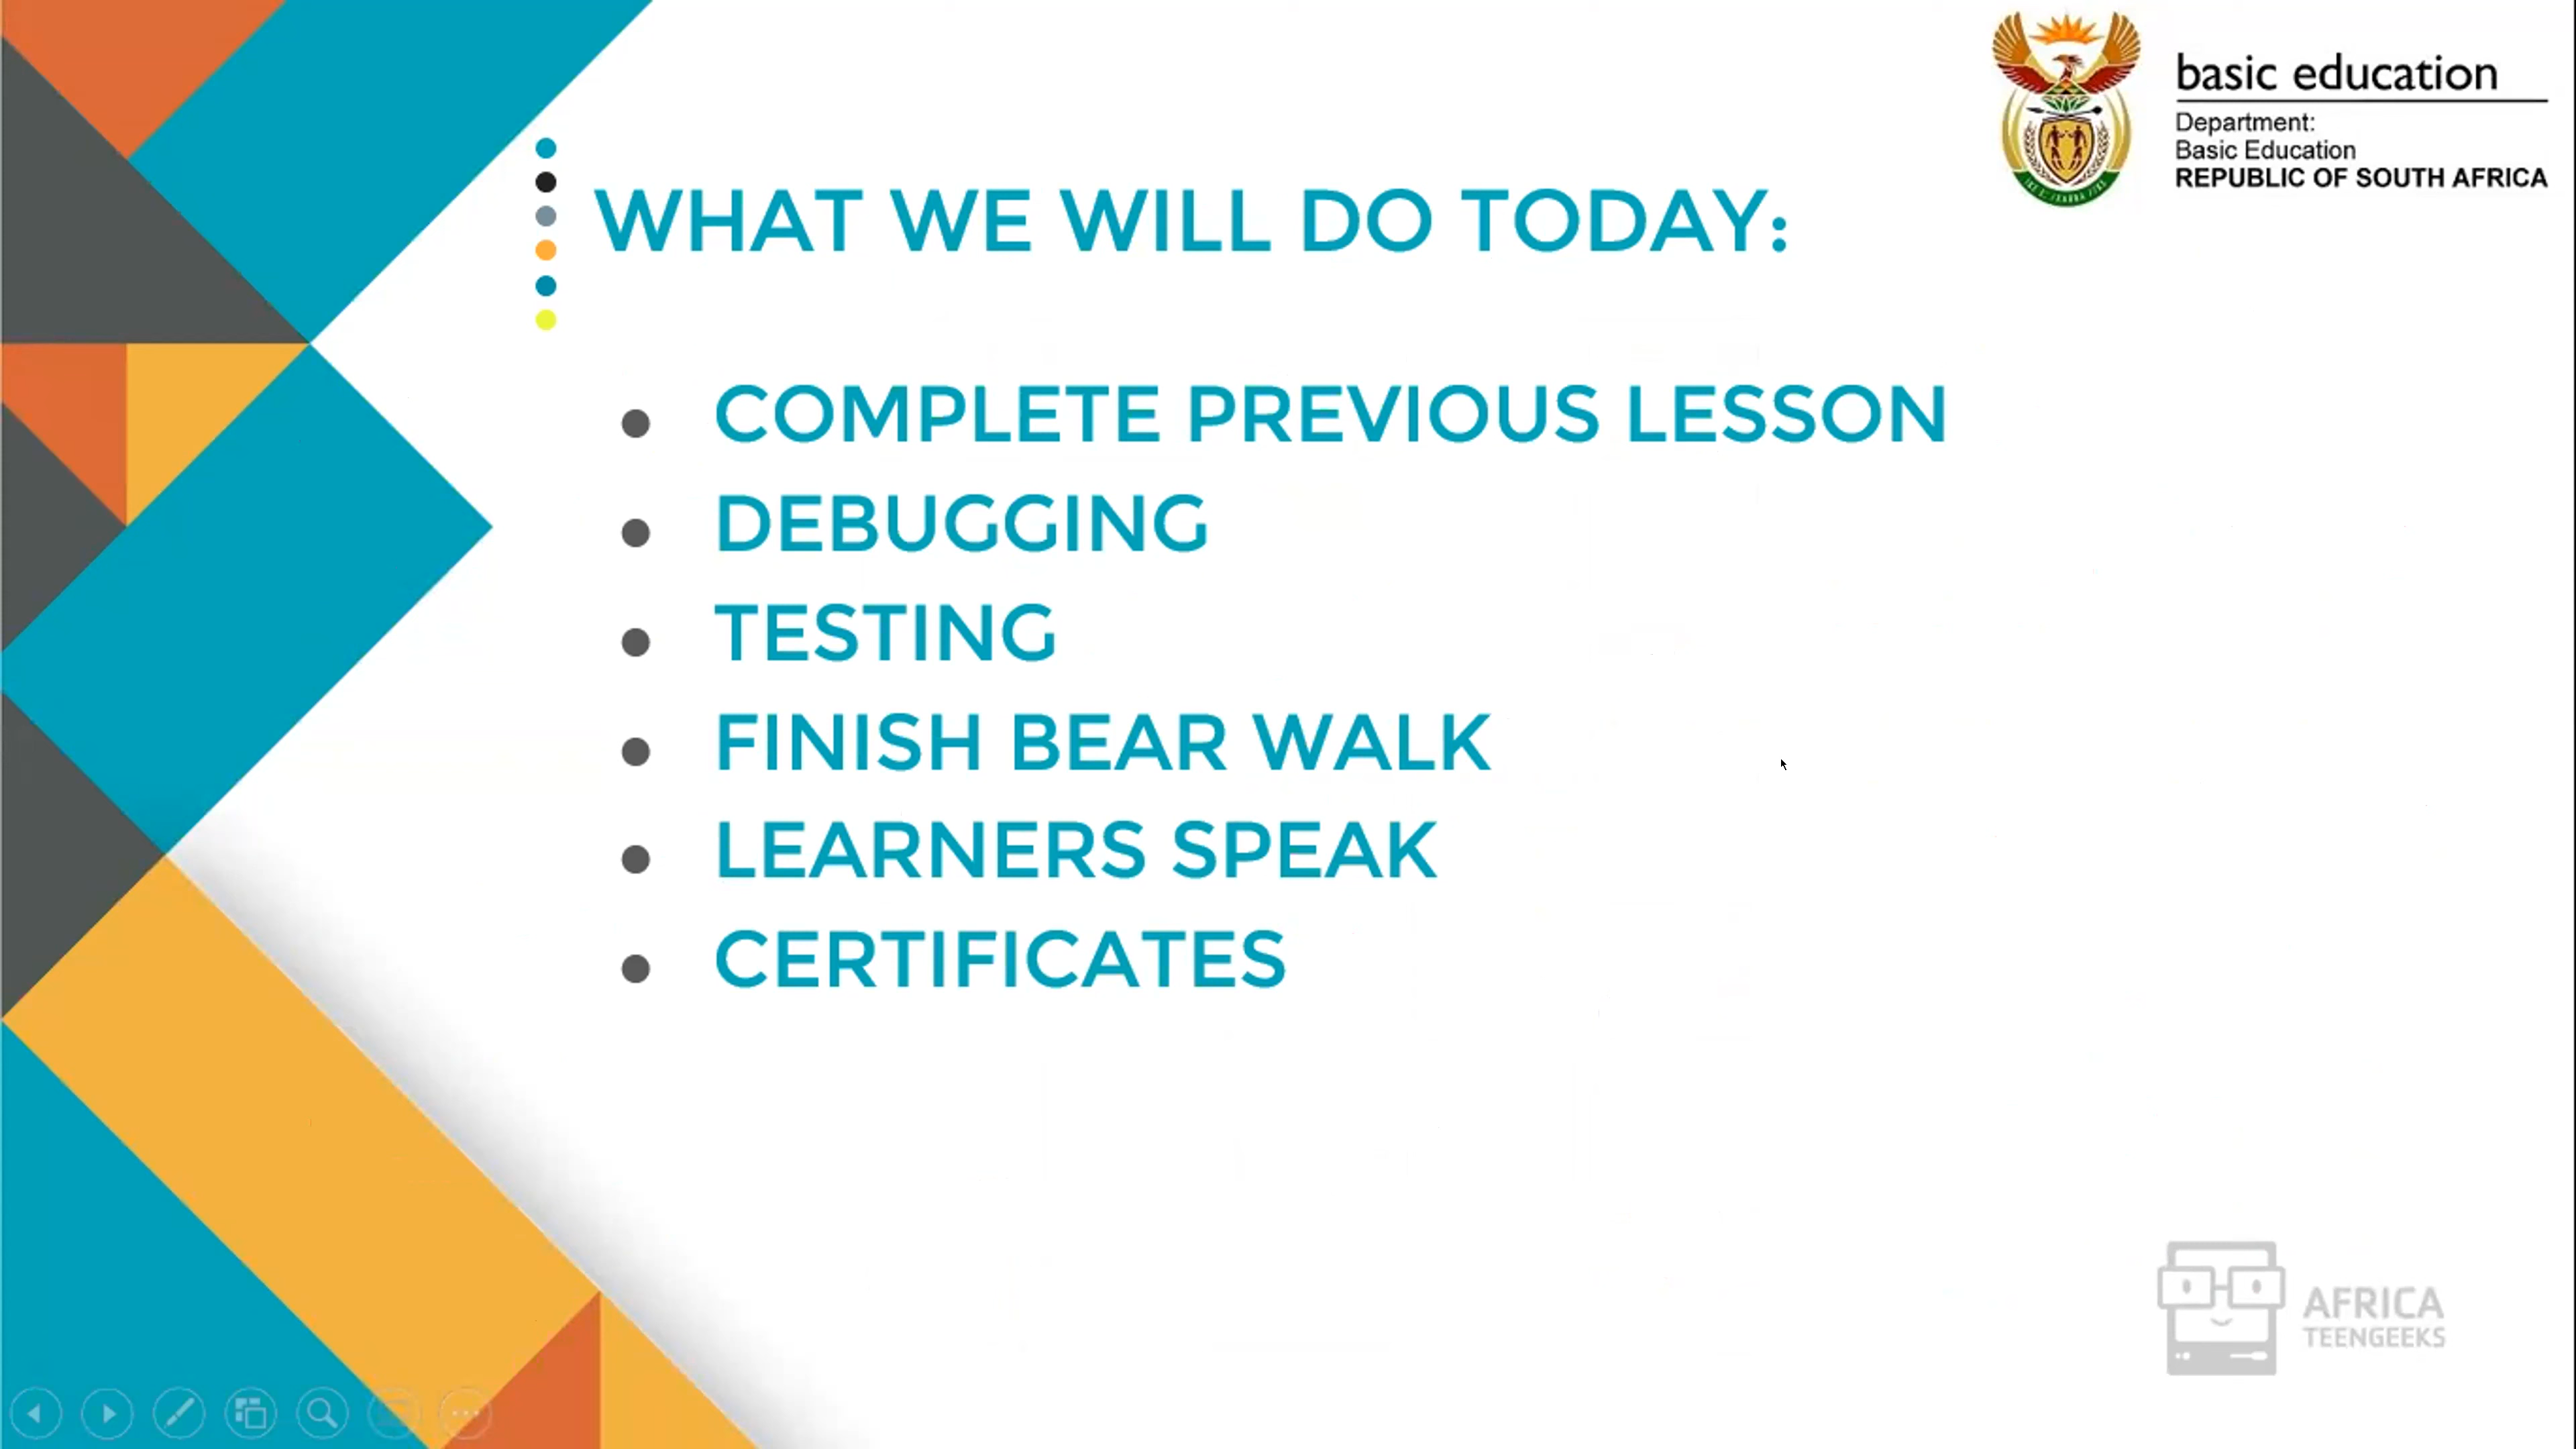 basic education
Department:
Basic Education
REPUBLIC OF SOUTH AFRICA
WHAT WE WILL DO TODAY:
COMPLETE PREVIOUS LESSON
DEBUGGING
TESTING
FINISH BEAR WALK
LEARNERS SPEAK
CERTIFICATES
AFRICA
TEENGEEKS